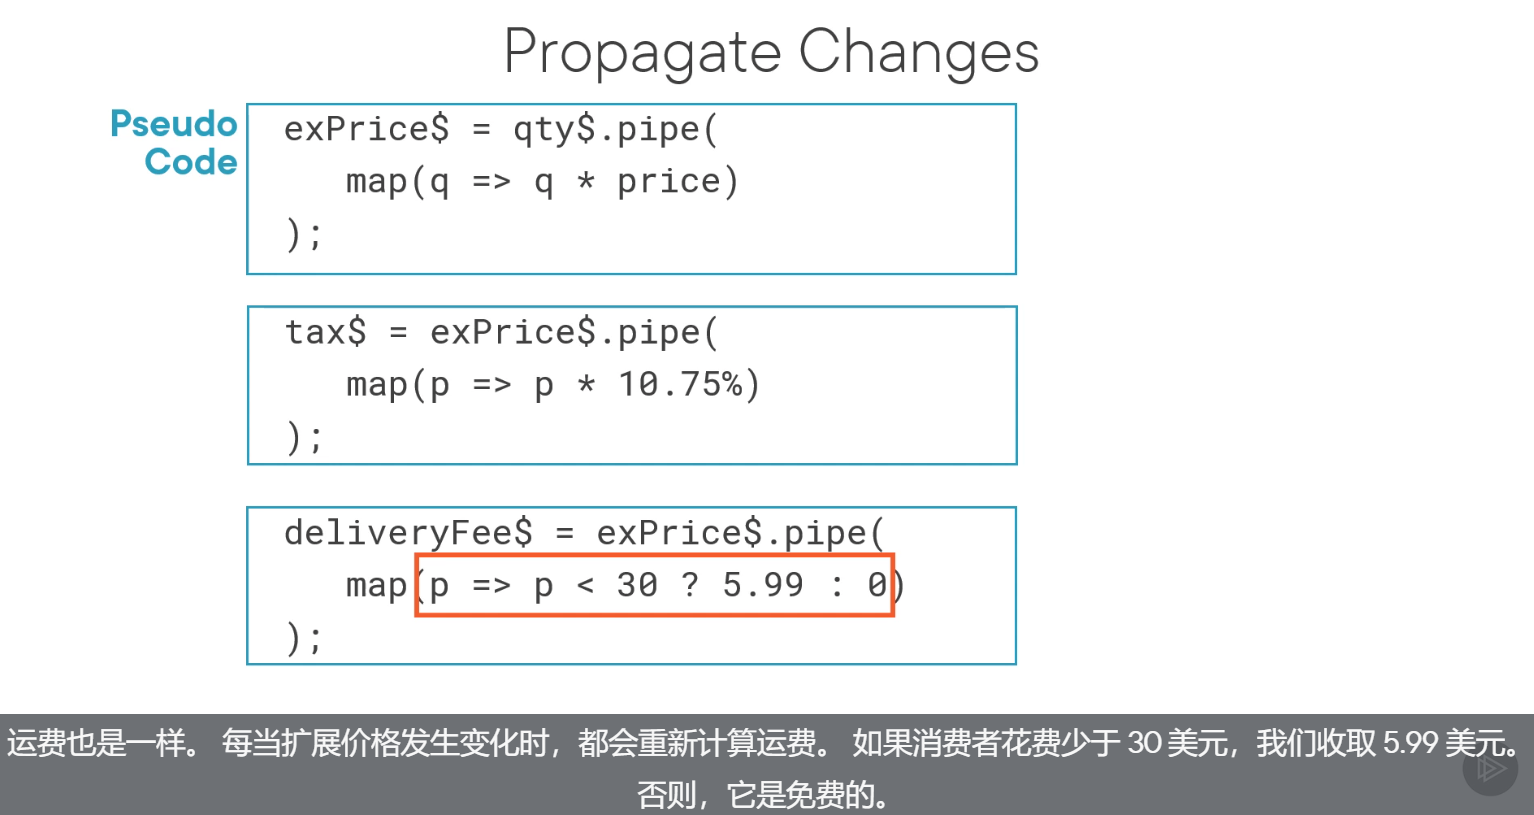 Propagate Changes
Pseudo
Code
exPrice$ = qty$.pipe(
map(q => q * price)
);
tax$ = exPrice$.pipe(
map(p => p * 10.75%)
);
deliveryFee$ = exPrice$.pipe(
map(p => p < 30 ? 5.99 : 0)
);
运费也是一样。 每当扩展价格发生变化时，都会重新计算运费。 如果消费者花费少于 30 美元，我们收取 5.99 美元。
否则，它是免费的。